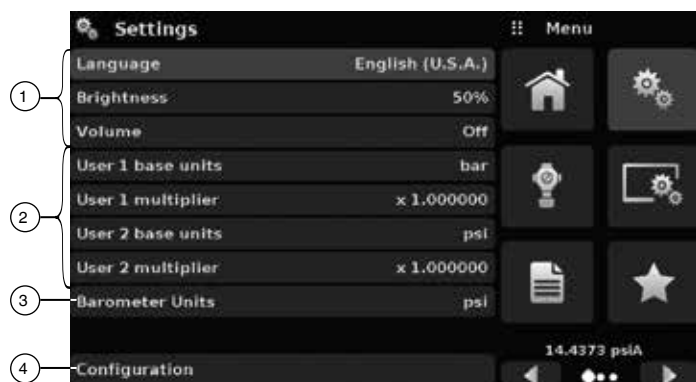 Settings
Menu
Language English (U.S.A.)
1
Brightness 50%
Volume Off
User 1 base units bar
User 1 multiplier x 1.000000
2
User 2 base units psi
User 2 multiplier x 1.000000
3
Barometer Units psi
14.4373 psiA
4
Configuration